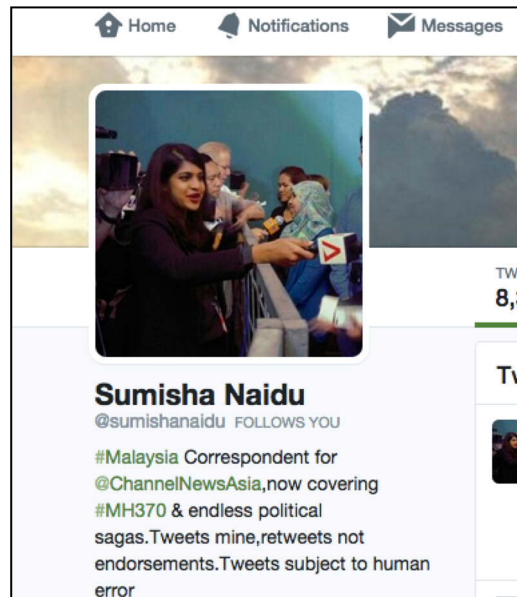 Home Notifications Messages
TW
8,
Sumisha Naidu
@sumishanaidu FOLLOWS YOU
#Malaysia Correspondent for
@ChannelNewsAsia,now covering
#MH370 & endless political
sagas.Tweets mine,retweets not
endorsements.Tweets subject to human
error
Tw